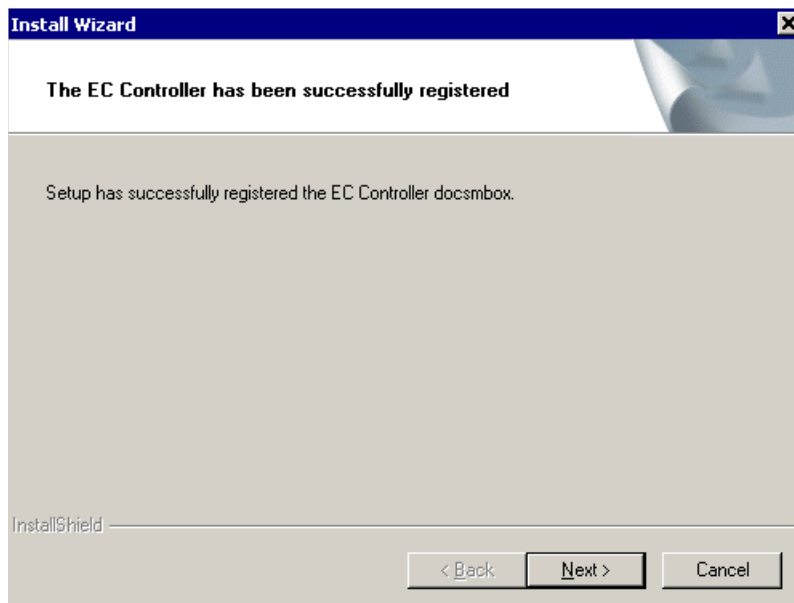 Install Wizard
The EC Controller has been successfully registered
Setup has successfully registered the EC Controller docsmbox.
InstallShield
< Back Next > Cancel